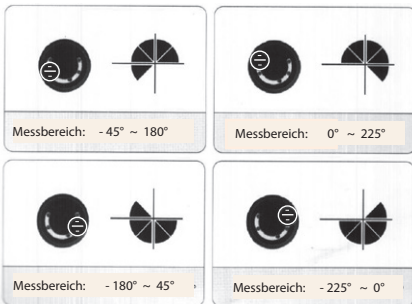 Messbereich: - 45° ~ 180°
Messbereich: 0° ~ 225°
Messbereich: - 180° ~ 45°
Messbereich: - 225° ~ 0°